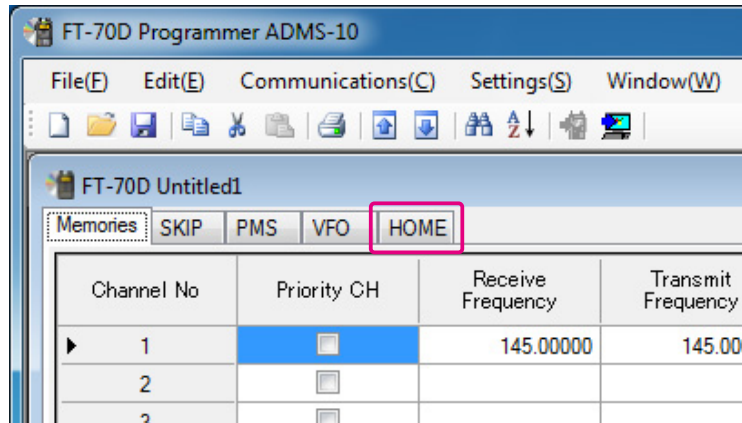 FT-70D Programmer ADMS-10
File(F) Edit(E) Communications(C) Settings(S) Window(W)
FT-70D Untitled1
Memories SKIP PMS VFO HOME
Channel No Priority CH Receive Frequency Transmit Frequency
1 145.00000 145.00
2
3